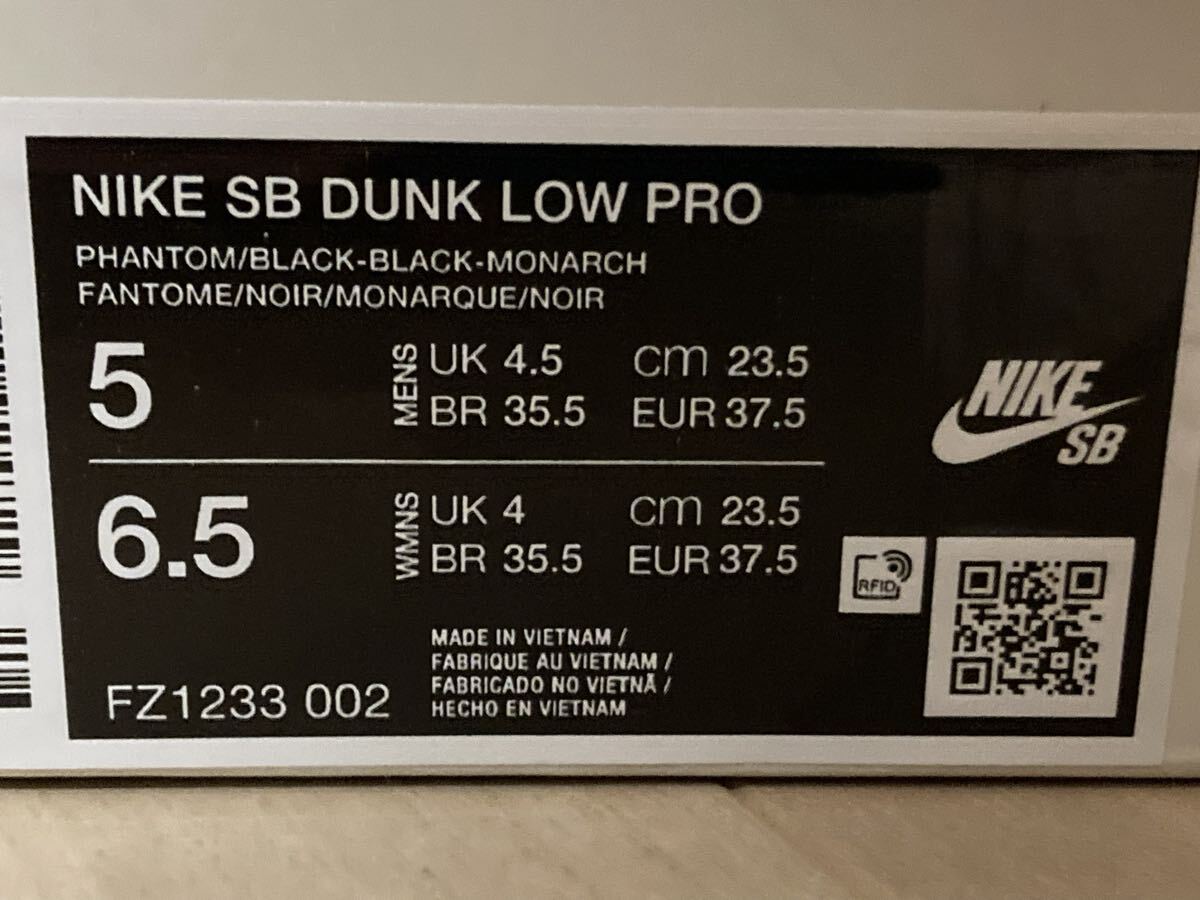 NIKE SB DUNK LOW PRO
PHANTOM/BLACK-BLACK-MONARCH
FANTOME/NOIR/MONARQUE/NOIR
5 MENS UK 4.5 cm 23.5
BR 35.5 EUR 37.5
NIKE
SB
6.5 WMNS UK 4 cm 23.5
BR 35.5 EUR 37.5
RFID
MADE IN VIETNAM /
FABRIQUE AU VIETNAM /
FABRICADO NO VIETNÃ /
HECHO EN VIETNAM
FZ1233 002